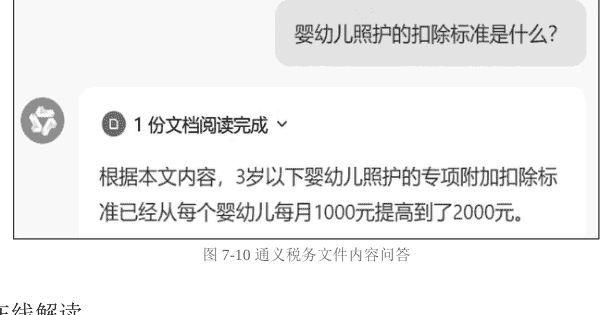 婴幼儿照护的扣除标准是什么？
1 份文档阅读完成
根据本文内容，3岁以下婴幼儿照护的专项附加扣除标
准已经从每个婴幼儿每月1000元提高到了2000元。
图 7-10 通义税务文件内容问答
在线解读